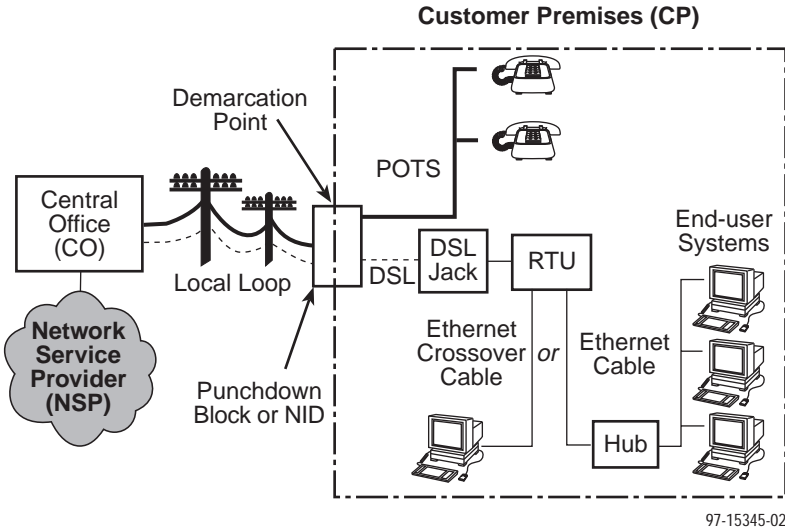 Customer Premises (CP)
Demarcation
Point
POTS
Central
Office
(CO)
Local Loop
DSL
DSL
Jack
RTU
End-user
Systems
Network
Service
Provider
(NSP)
Punchdown
Block or NID
Ethernet
Crossover
Cable
or
Ethernet
Cable
Hub
97-15345-02